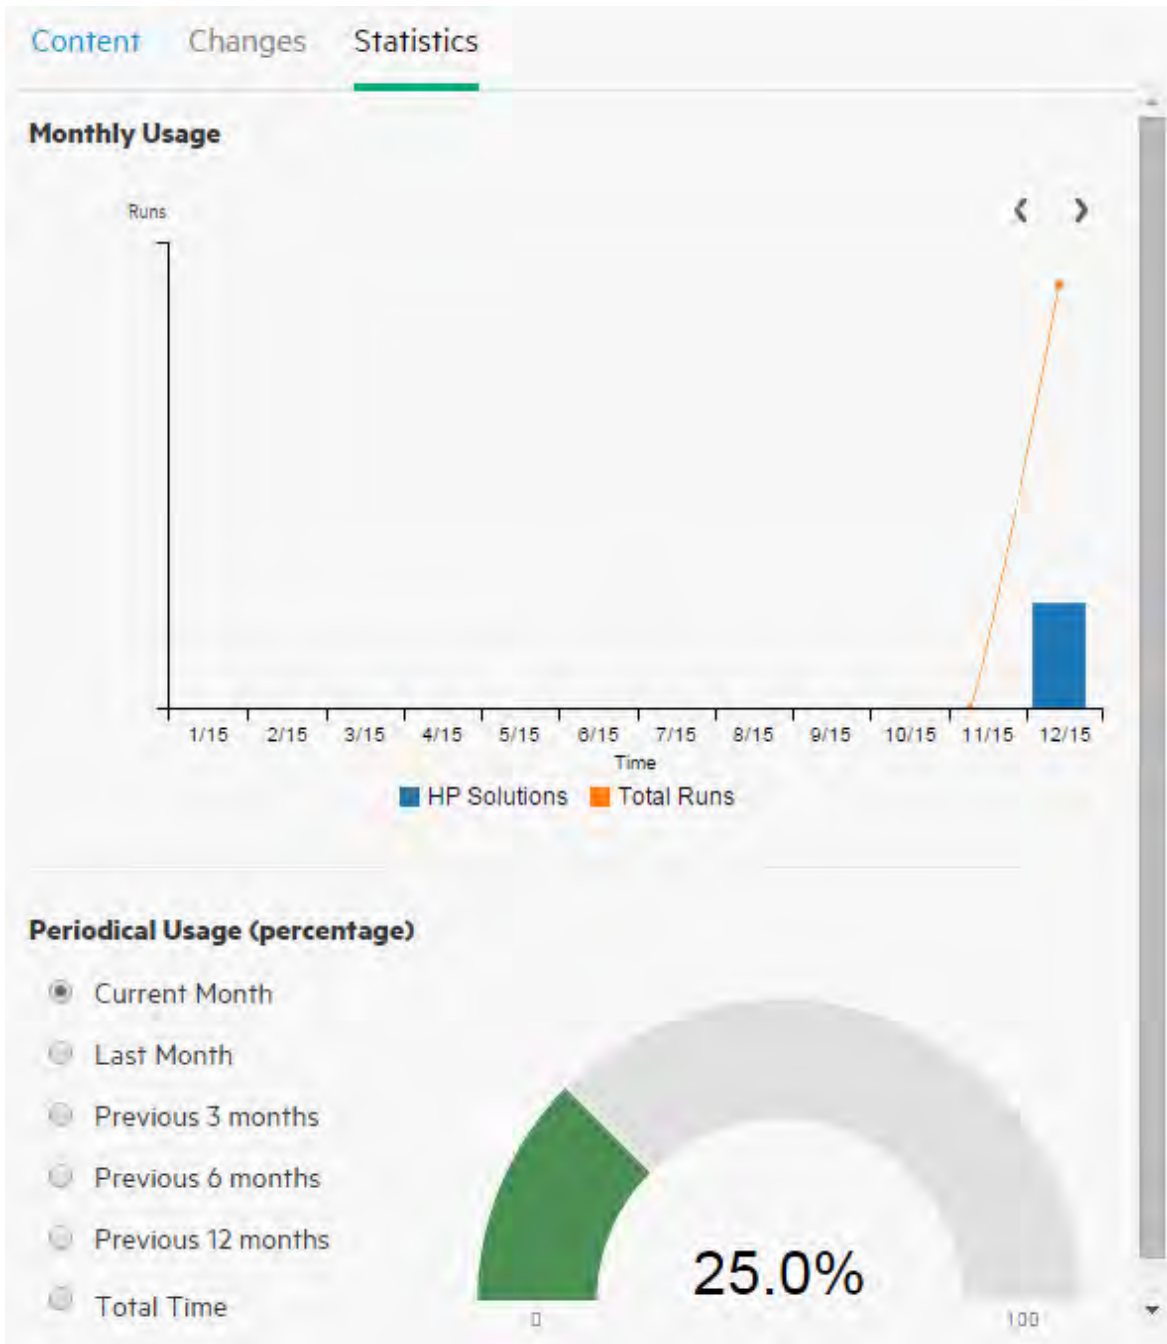 Content Changes Statistics
Monthly Usage
Runs
1/15 2/15 3/15 4/15 5/15 6/15 7/15 8/15 9/15 10/15 11/15 12/15
Time
HP Solutions Total Runs
Periodical Usage (percentage)
Current Month
Last Month
Previous 3 months
Previous 6 months
Previous 12 months
Total Time
25.0%
0 100